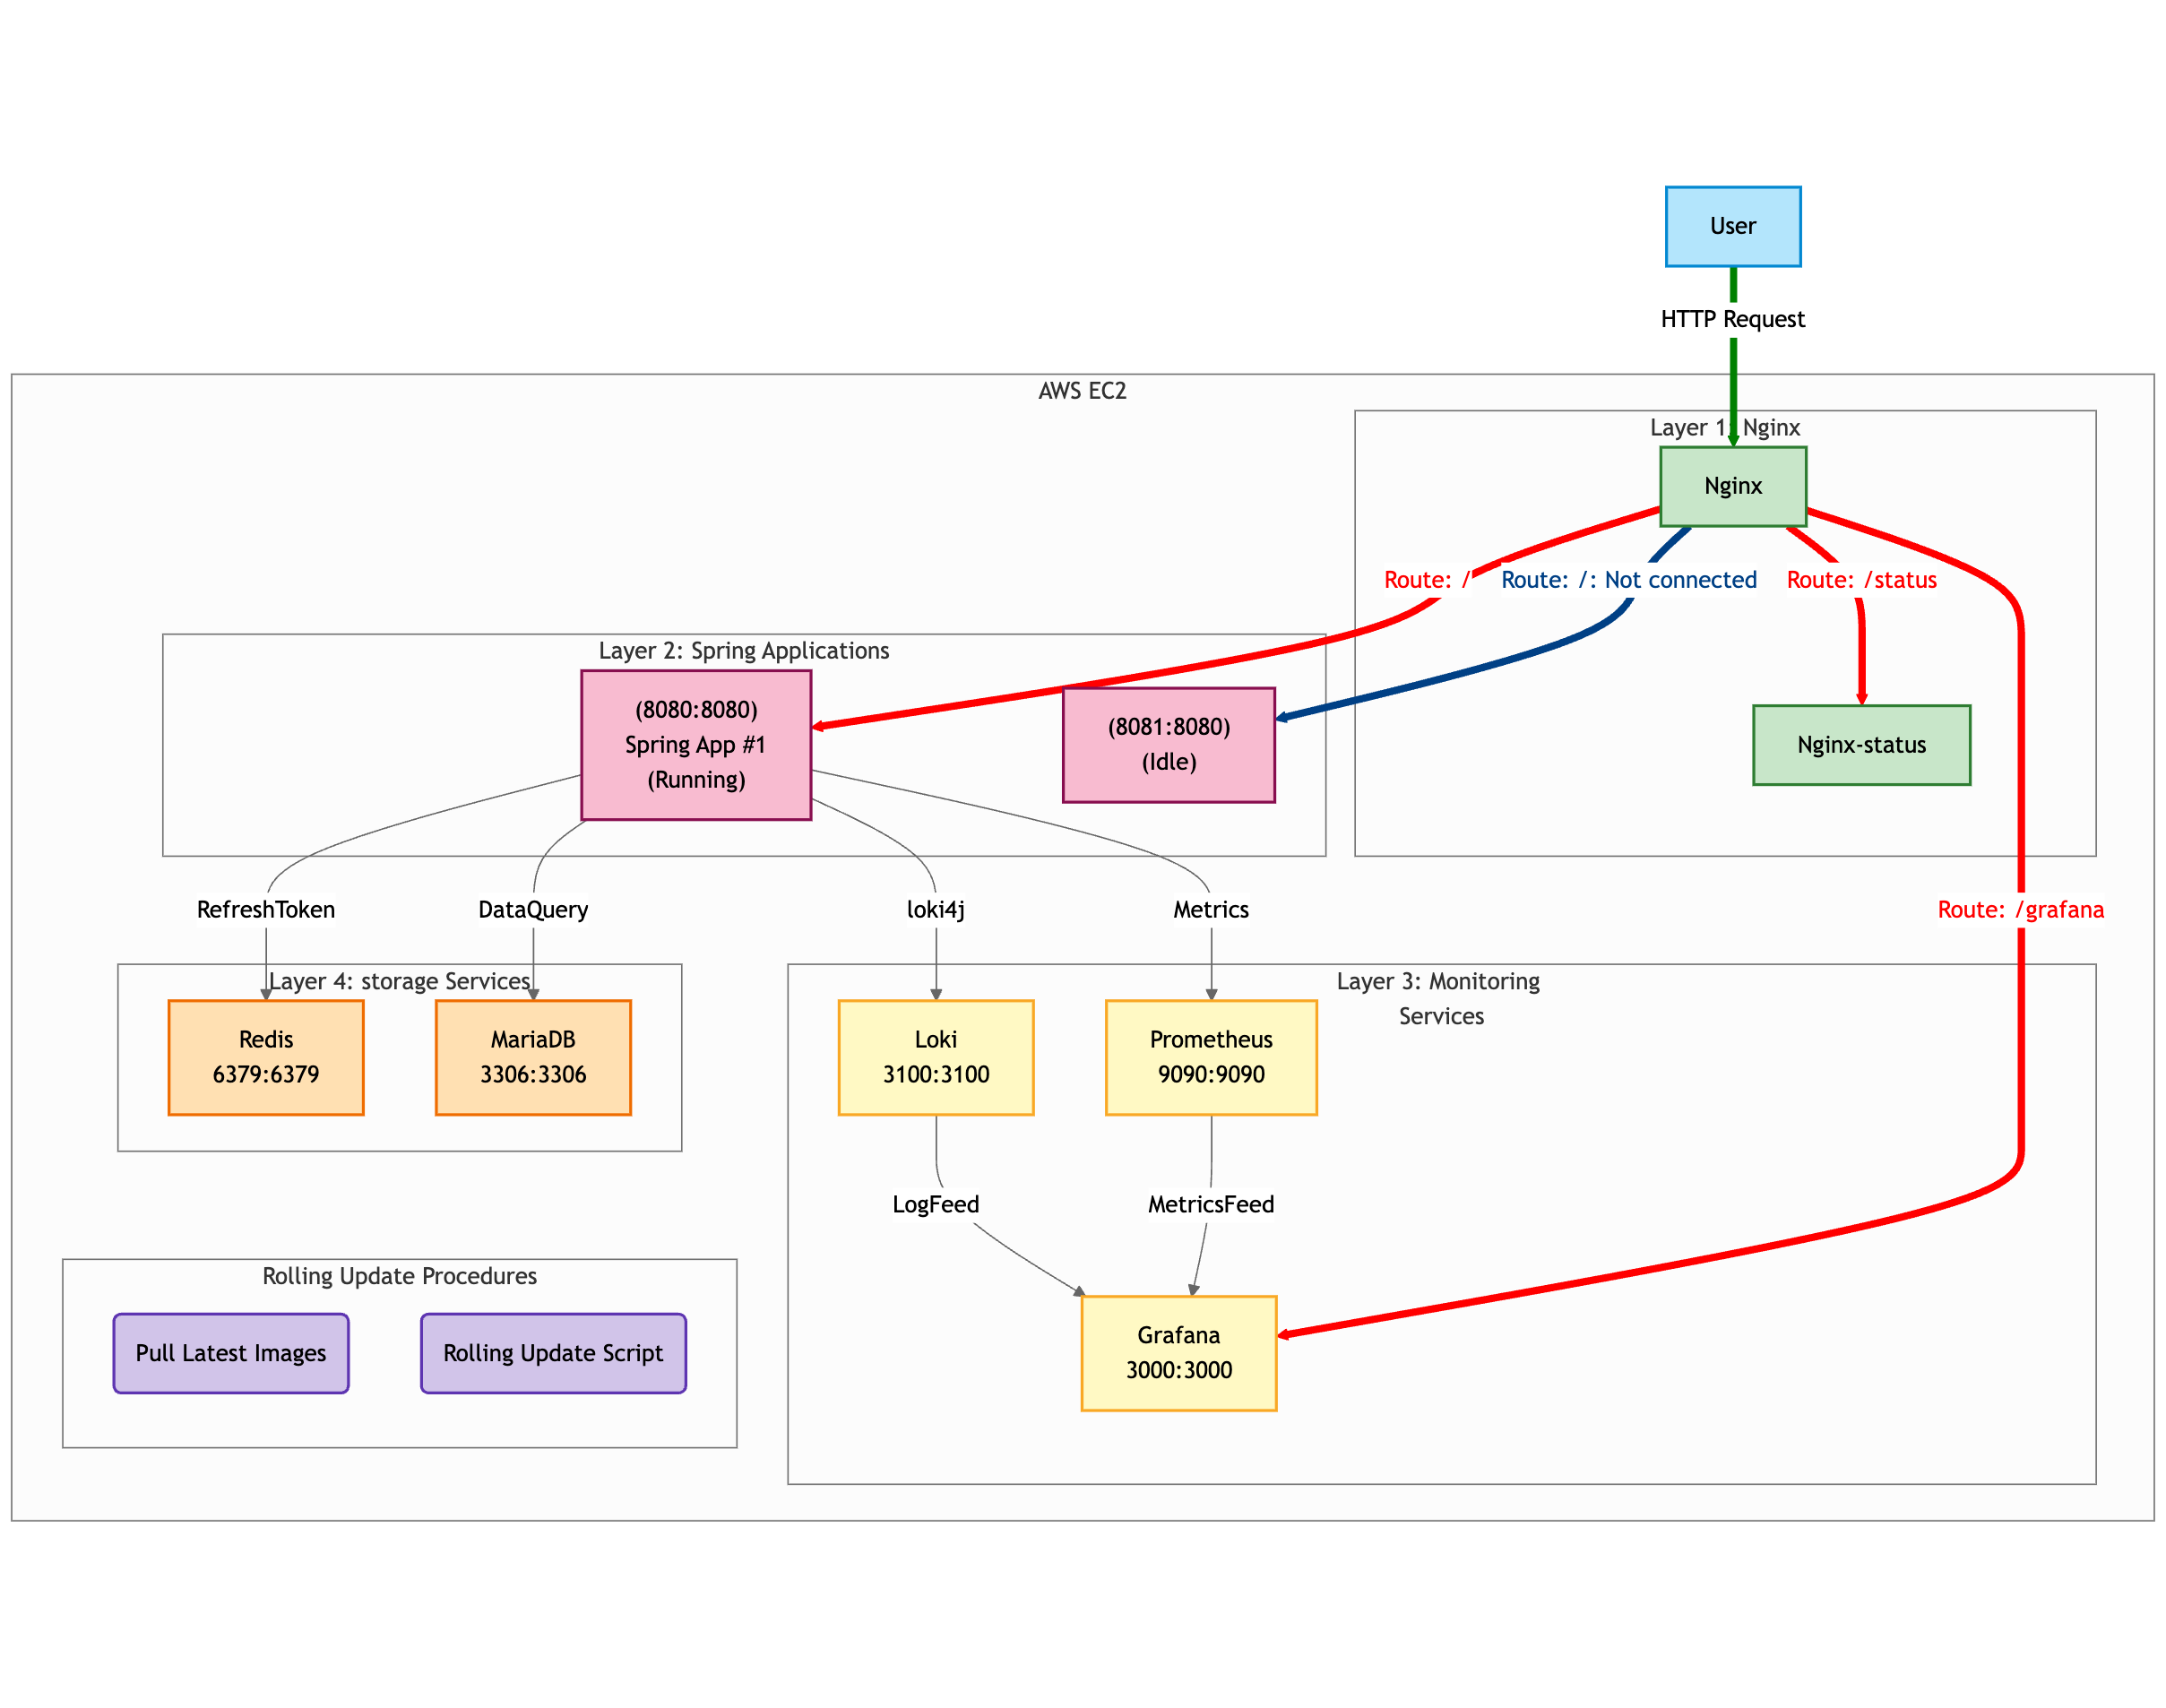 User
HTTP Request
AWS EC2
Layer 1: Nginx
Nginx
Route: /
Route: /: Not connected
Route: /status
Layer 2: Spring Applications
(8080:8080)
Spring App #1
(Running)
(8081:8080)
(Idle)
Nginx-status
RefreshToken
DataQuery
loki4j
Metrics
Route: /grafana
Layer 4: storage Services
Redis
6379:6379
MariaDB
3306:3306
Layer 3: Monitoring
Services
Loki
3100:3100
Prometheus
9090:9090
LogFeed
MetricsFeed
Rolling Update Procedures
Pull Latest Images
Rolling Update Script
Grafana
3000:3000